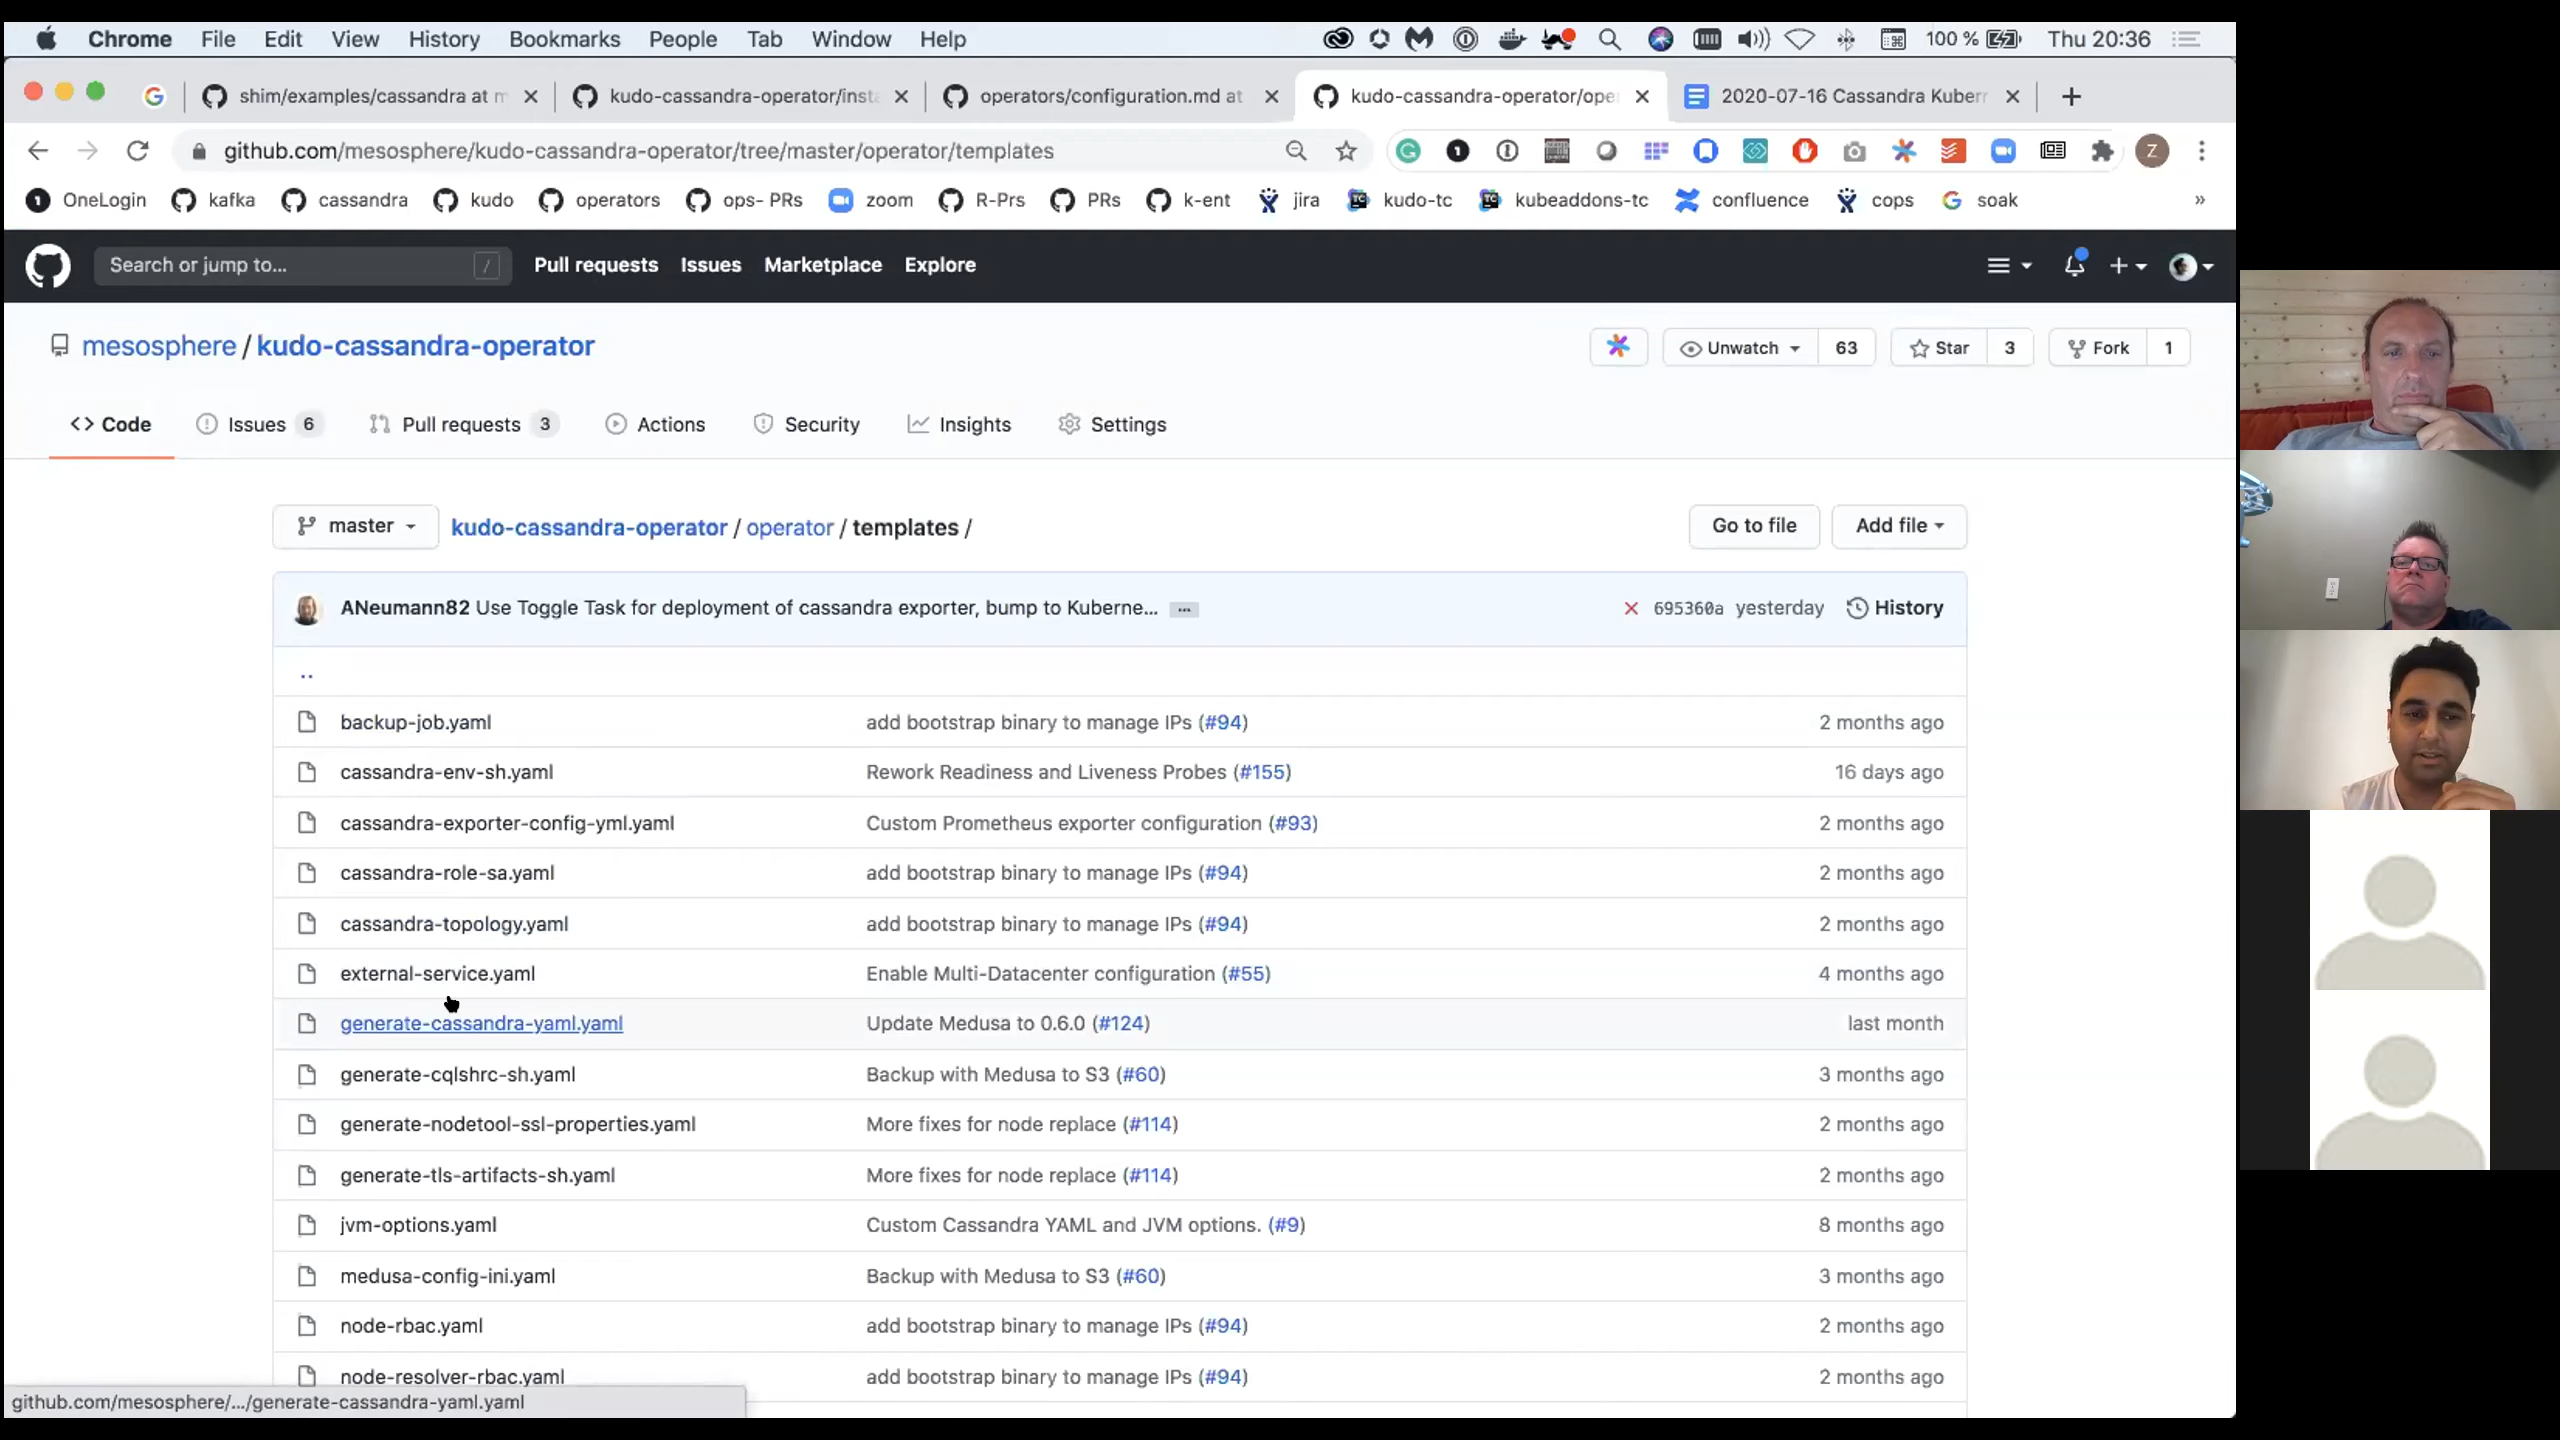 Chrome File Edit View History Bookmarks People Tab Window Help 100 % Thu 20:36
shim/examples/cassandra at m kudo-cassandra-operator/insta operators/configuration.md at kudo-cassandra-operator/ope 2020-07-16 Cassandra Kubern
github.com/mesosphere/kudo-cassandra-operator/tree/master/operator/templates Z
OneLogin kafka cassandra kudo operators ops- PRs zoom R-Prs PRs k-ent jira kudo-tc kubeaddons-tc confluence cops soak »
Search or jump to... / Pull requests Issues Marketplace Explore
mesosphere / kudo-cassandra-operator Unwatch 63 Star 3 Fork 1
Code Issues 6 Pull requests 3 Actions Security Insights Settings
master kudo-cassandra-operator / operator / templates / Go to file Add file
ANeumann82 Use Toggle Task for deployment of cassandra exporter, bump to Kuberne... ... 695360a yesterday History
..
backup-job.yaml add bootstrap binary to manage IPs (#94) 2 months ago
cassandra-env-sh.yaml Rework Readiness and Liveness Probes (#155) 16 days ago
cassandra-exporter-config-yml.yaml Custom Prometheus exporter configuration (#93) 2 months ago
cassandra-role-sa.yaml add bootstrap binary to manage IPs (#94) 2 months ago
cassandra-topology.yaml add bootstrap binary to manage IPs (#94) 2 months ago
external-service.yaml Enable Multi-Datacenter configuration (#55) 4 months ago
generate-cassandra-yaml.yaml Update Medusa to 0.6.0 (#124) last month
generate-cqlshrc-sh.yaml Backup with Medusa to S3 (#60) 3 months ago
generate-nodetool-ssl-properties.yaml More fixes for node replace (#114) 2 months ago
generate-tls-artifacts-sh.yaml More fixes for node replace (#114) 2 months ago
jvm-options.yaml Custom Cassandra YAML and JVM options. (#9) 8 months ago
medusa-config-ini.yaml Backup with Medusa to S3 (#60) 3 months ago
node-rbac.yaml add bootstrap binary to manage IPs (#94) 2 months ago
node-resolver-rbac.yaml add bootstrap binary to manage IPs (#94) 2 months ago
github.com/mesosphere/.../generate-cassandra-yaml.yaml